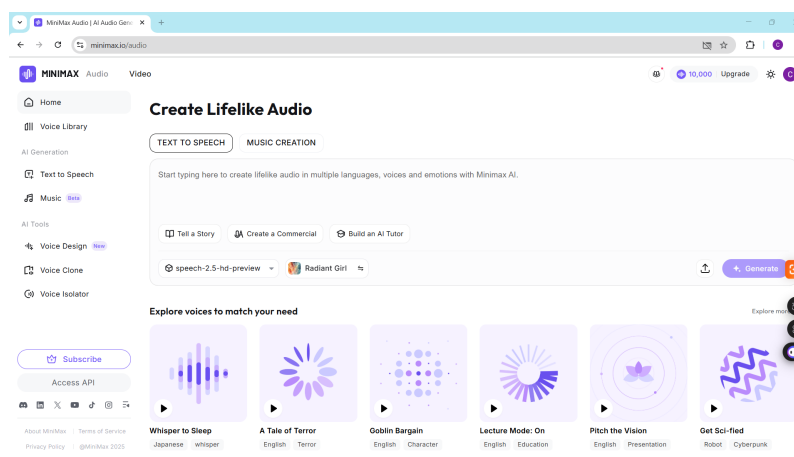 MiniMax Audio | AI Audio Gene
minimax.io/audio
MINIMAX Audio Video
10,000 Upgrade
C
Home
Voice Library
AI Generation
Text to Speech
Music Beta
AI Tools
Voice Design New
Voice Clone
Voice Isolator
Subscribe
Access API
About MiniMax Terms of Service
Privacy Policy @MiniMax 2025
Create Lifelike Audio
TEXT TO SPEECH MUSIC CREATION
Start typing here to create lifelike audio in multiple languages, voices and emotions with Minimax AI.
Tell a Story Create a Commercial Build an AI Tutor
speech-2.5-hd-preview Radiant Girl Generate
Explore voices to match your need Explore more
Whisper to Sleep A Tale of Terror Goblin Bargain Lecture Mode: On Pitch the Vision Get Sci-fied
Japanese whisper English Terror English Character English Education English Presentation Robot Cyberpunk